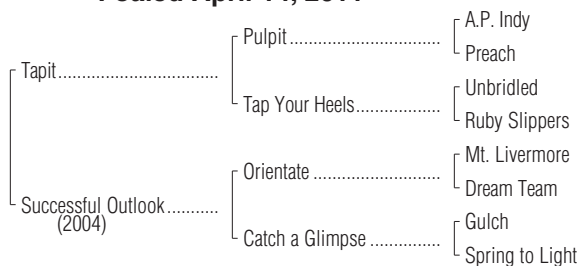 Foaled April
A.P. Indy
Pulpit
Preach
Tapit
Unbridled
Tap Your Heels
Ruby Slippers
Mt. Livermore
Orientate
Dream Team
Successful Outlook
(2004)
Gulch
Catch a Glimpse
Spring to Light